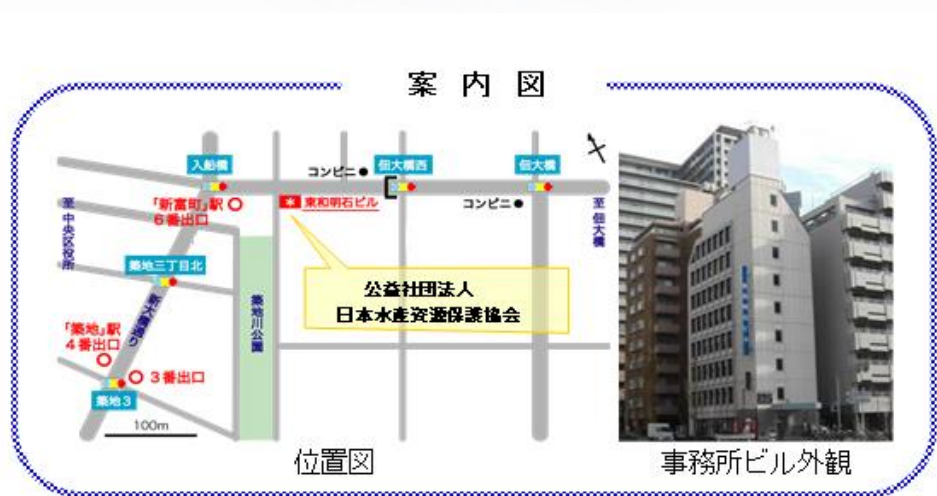 案内図
入船橋
コンビニ
佃大橋西
佃大橋
「新富町」駅
6番出口
東和明石ビル
コンビニ
至 中央区役所
至 佃大橋
築地三丁目北
新大橋通り
築地川公園
公益社団法人
日本水産資源保護協会
「築地」駅
4番出口
3番出口
築地3
100m
位置図
事務所ビル外観